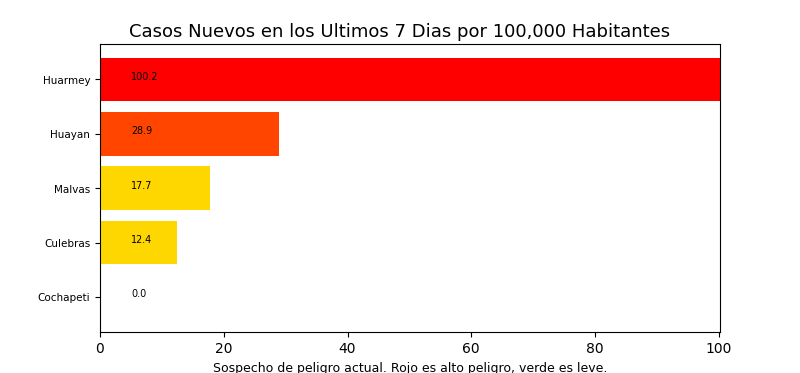 Casos Nuevos en los Ultimos 7 Dias por 100,000 Habitantes
Huarmey 100.2
Huayan 28.9
Malvas 17.7
Culebras 12.4
Cochapeti 0.0
0 20 40 60 80 100
Sospecho de peligro actual. Rojo es alto peligro, verde es leve.